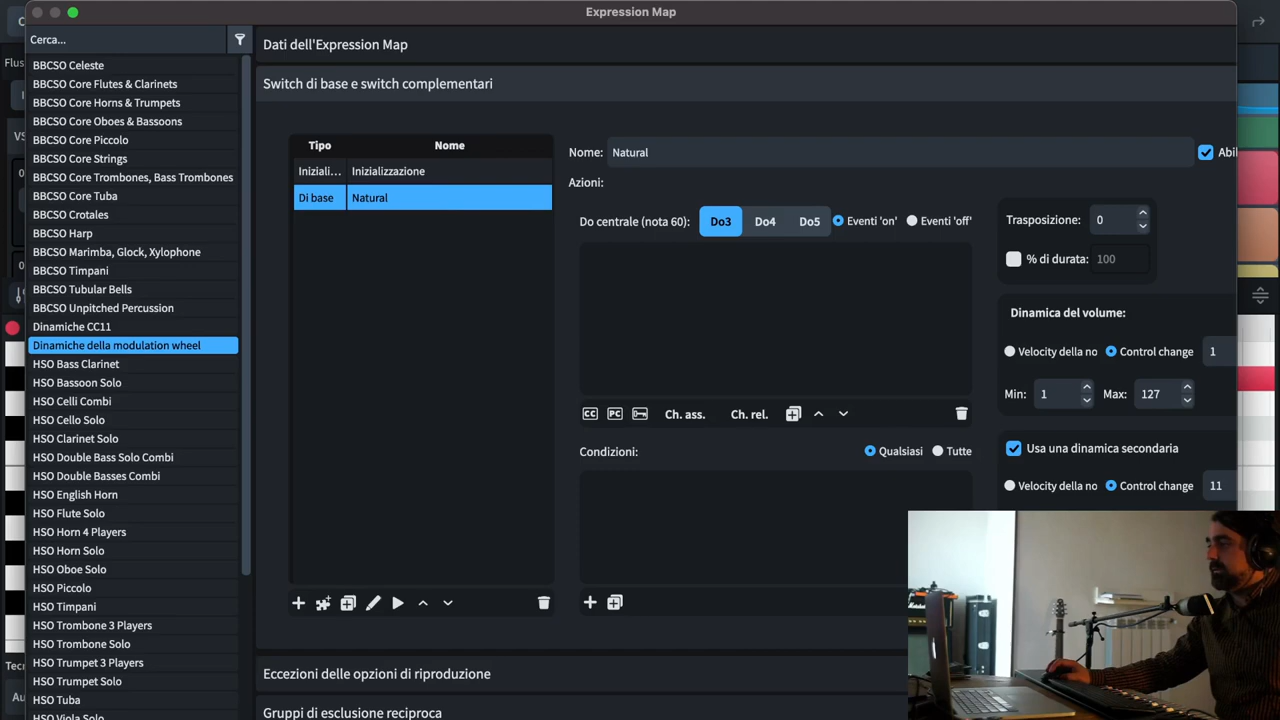 Expression Map
Cerca...
Flus
VS
Tec
Au
BBCSO Celeste
BBCSO Core Flutes & Clarinets
BBCSO Core Horns & Trumpets
BBCSO Core Oboes & Bassoons
BBCSO Core Piccolo
BBCSO Core Strings
BBCSO Core Trombones, Bass Trombones
BBCSO Core Tuba
BBCSO Crotales
BBCSO Harp
BBCSO Marimba, Glock, Xylophone
BBCSO Timpani
BBCSO Tubular Bells
BBCSO Unpitched Percussion
Dinamiche CC11
Dinamiche della modulation wheel
HSO Bass Clarinet
HSO Bassoon Solo
HSO Celli Combi
HSO Cello Solo
HSO Clarinet Solo
HSO Double Bass Solo Combi
HSO Double Basses Combi
HSO English Horn
HSO Flute Solo
HSO Horn 4 Players
HSO Horn Solo
HSO Oboe Solo
HSO Piccolo
HSO Timpani
HSO Trombone 3 Players
HSO Trombone Solo
HSO Trumpet 3 Players
HSO Trumpet Solo
HSO Tuba
HSO Viola Solo
Dati dell'Expression Map
Switch di base e switch complementari
Tipo Nome
Iniziali... Inizializzazione
Di base Natural
Nome: Natural Abil
Azioni:
Do centrale (nota 60): Do3 Do4 Do5 Eventi 'on' Eventi 'off'
CC PC Ch. ass. Ch. rel.
Condizioni: Qualsiasi Tutte
Trasposizione: 0
% di durata: 100
Dinamica del volume:
Velocity della no Control change 1
Min: 1 Max: 127
Usa una dinamica secondaria
Velocity della no Control change 11
Eccezioni delle opzioni di riproduzione
Gruppi di esclusione reciproca